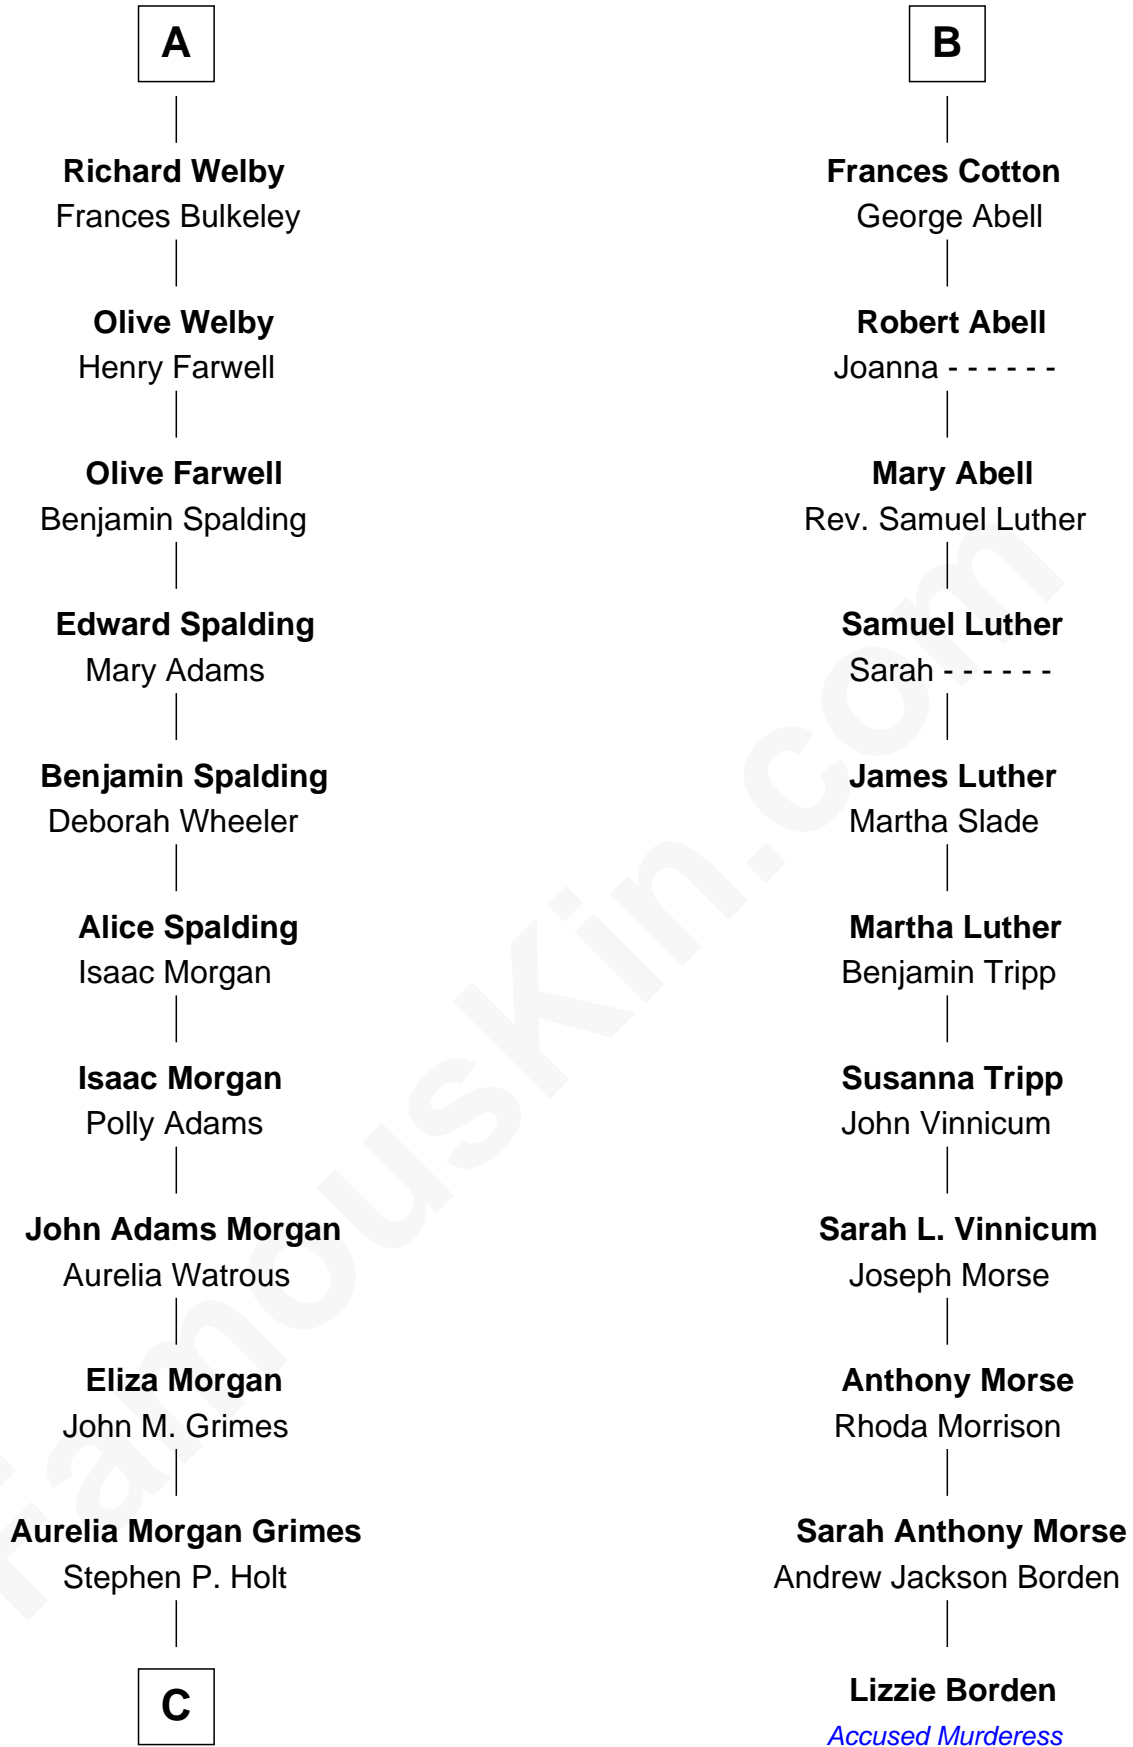 A
Richard Welby
Frances Bulkeley
Olive Welby
Henry Farwell
Olive Farwell
Benjamin Spalding
Edward Spalding
Mary Adams
Benjamin Spalding
Deborah Wheeler
Alice Spalding
Isaac Morgan
Isaac Morgan
Polly Adams
John Adams Morgan
Aurelia Watrous
Eliza Morgan
John M. Grimes
Aurelia Morgan Grimes
Stephen P. Holt
C
B
Frances Cotton
George Abell
Robert Abell
Joanna - - - - - -
Mary Abell
Rev. Samuel Luther
Samuel Luther
Sarah - - - - - -
James Luther
Martha Slade
Martha Luther
Benjamin Tripp
Susanna Tripp
John Vinnicum
Sarah L. Vinnicum
Joseph Morse
Anthony Morse
Rhoda Morrison
Sarah Anthony Morse
Andrew Jackson Borden
Lizzie Borden
Accused Murderess
FamousKin.com